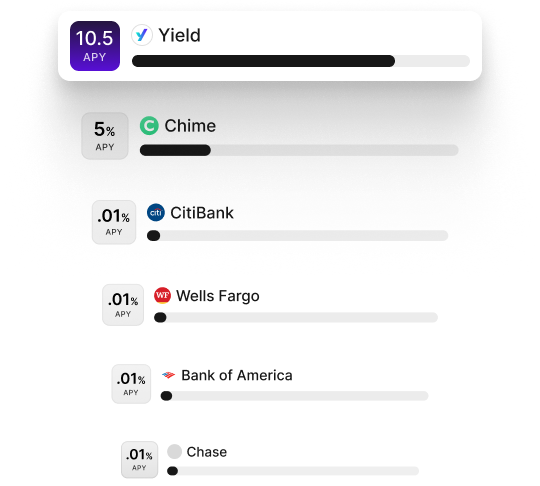 10.5
APY
Yield
5%
APY
Chime
.01%
APY
citi
CitiBank
.01%
APY
WF
Wells Fargo
.01%
APY
Bank of America
.01%
APY
Chase